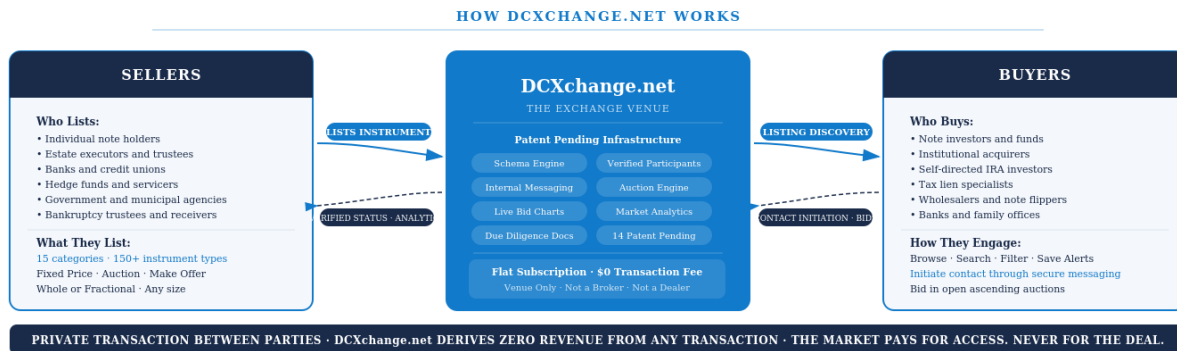 HOW DCXCHANGE.NET WORKS
SELLERS
Who Lists:
• Individual note holders
• Estate executors and trustees
• Banks and credit unions
• Hedge funds and servicers
• Government and municipal agencies
• Bankruptcy trustees and receivers
What They List:
15 categories · 150+ instrument types
Fixed Price · Auction · Make Offer
Whole or Fractional · Any size
LISTS INSTRUMENT
RIFIED STATUS · ANALYTI
DCXchange.net
THE EXCHANGE VENUE
Patent Pending Infrastructure
Schema Engine
Verified Participants
Internal Messaging
Auction Engine
Live Bid Charts
Market Analytics
Due Diligence Docs
14 Patent Pending
Flat Subscription · $0 Transaction Fee
Venue Only · Not a Broker · Not a Dealer
LISTING DISCOVERY
ONTACT INITIATION · BID
BUYERS
Who Buys:
• Note investors and funds
• Institutional acquirers
• Self-directed IRA investors
• Tax lien specialists
• Wholesalers and note flippers
• Banks and family offices
How They Engage:
Browse · Search · Filter · Save Alerts
Initiate contact through secure messaging
Bid in open ascending auctions
PRIVATE TRANSACTION BETWEEN PARTIES · DCXchange.net DERIVES ZERO REVENUE FROM ANY TRANSACTION · THE MARKET PAYS FOR ACCESS. NEVER FOR THE DEAL.